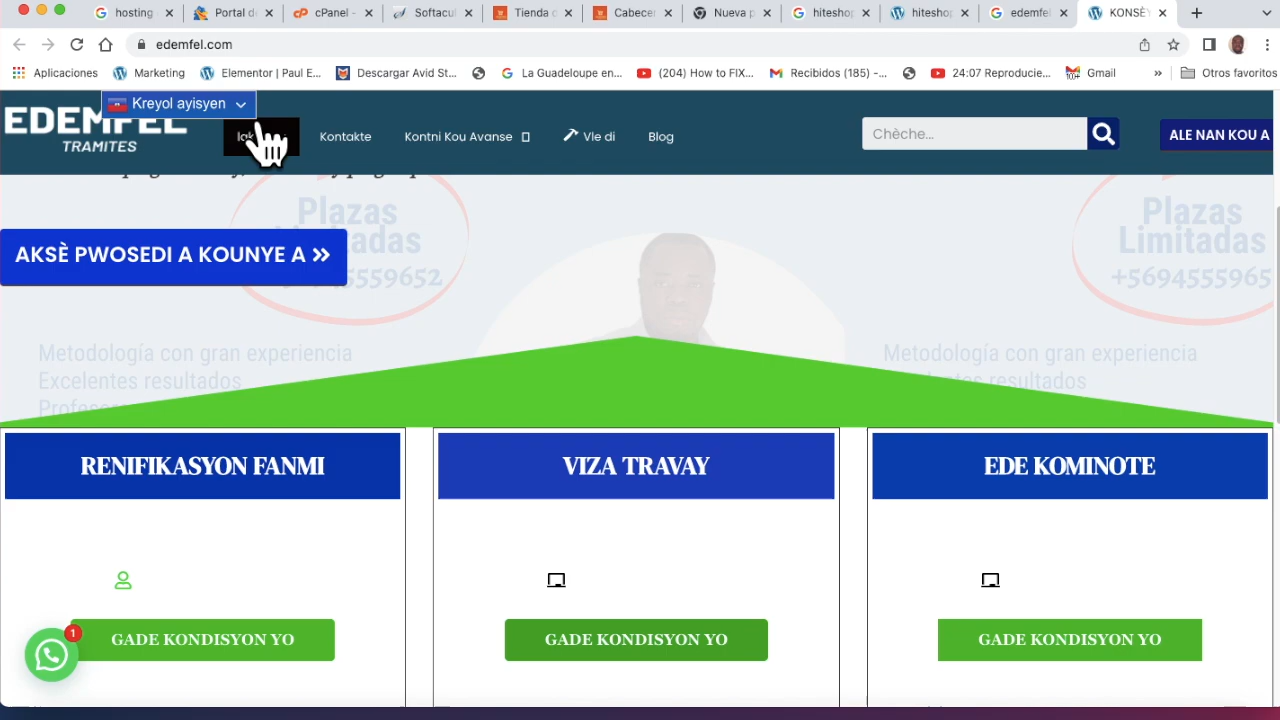 hosting
Portal de
cPanel -
Softacul
Tienda o
Cabecer
Nueva p
hiteshop
hiteshop
edemfel
KONSÈY
edemfel.com
Aplicaciones
Marketing
Elementor | Paul E...
Descargar Avid St...
La Guadeloupe en...
(204) How to FIX...
Recibidos (185) -...
24:07 Reproducie...
Gmail
»
Otros favoritos
Kreyol ayisyen
EDEMFEL
TRAMITES
Kontakte
Kontni Kou Avanse
Vle di
Blog
Chèche...
ALE NAN KOU A
Plazas
Limitadas
Plazas
Limitadas
+5694555965
AKSÈ PWOSEDI A KOUNYE A »
Metodología con gran experiencia
Excelentes resultados
Metodología con gran experiencia
resultados
RENIFIKASYON FANMI
VIZA TRAVAY
EDE KOMINOTE
GADE KONDISYON YO
GADE KONDISYON YO
GADE KONDISYON YO
1